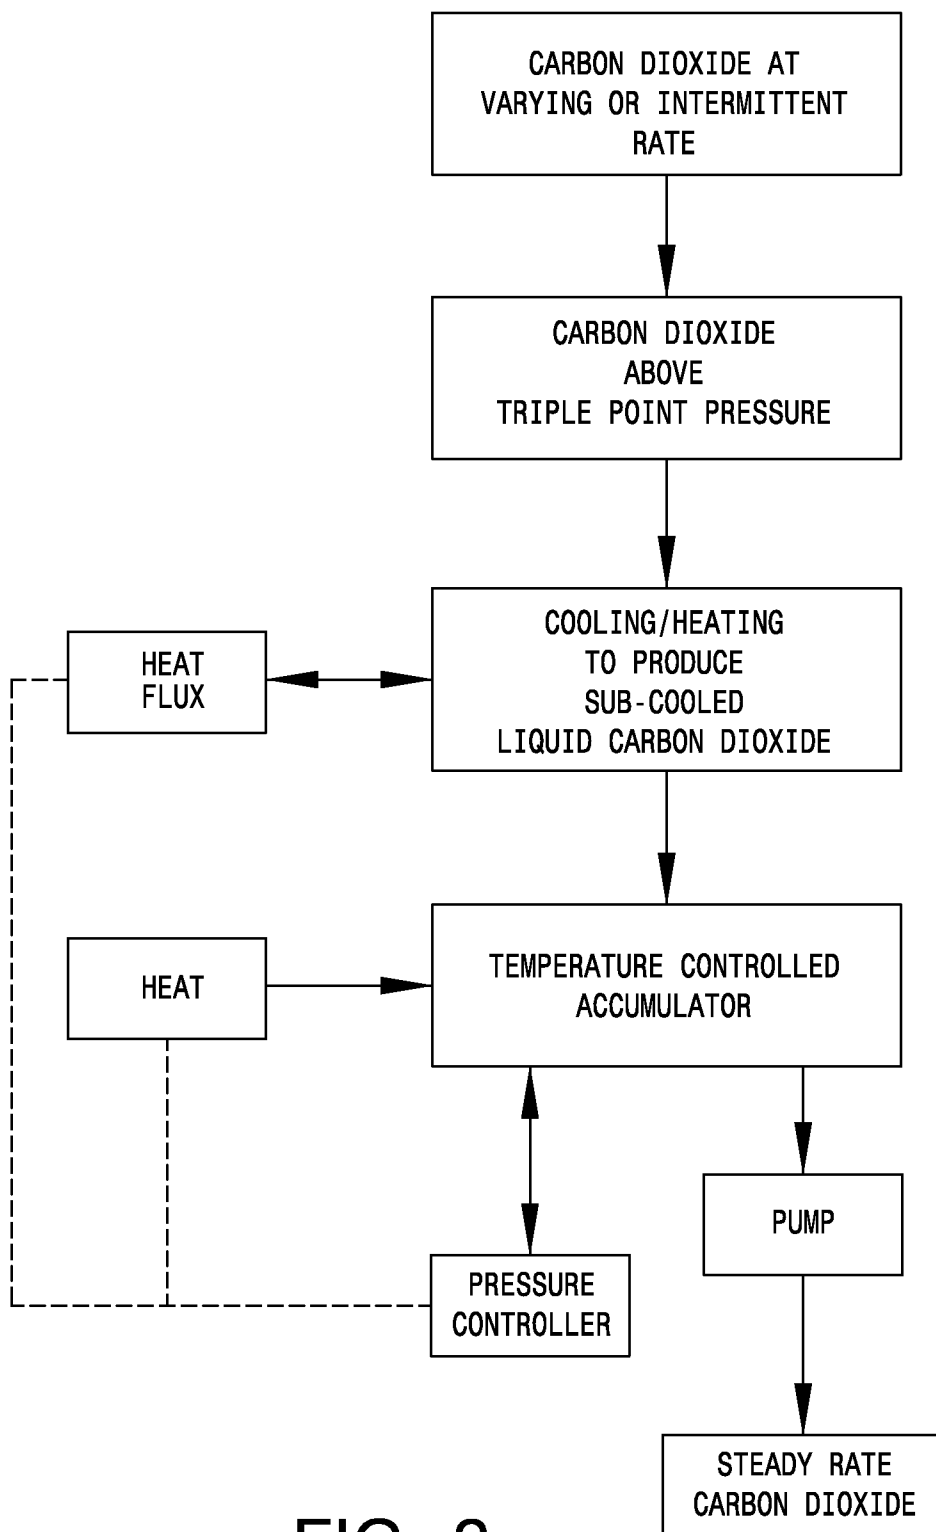 CARBON DIOXIDE AT
VARYING OR INTERMITTENT
RATE
CARBON DIOXIDE
ABOVE
TRIPLE POINT PRESSURE
COOLING/HEATING
TO PRODUCE
SUB-COOLED
LIQUID CARBON DIOXIDE
HEAT
FLUX
HEAT
TEMPERATURE CONTROLLED
ACCUMULATOR
PUMP
PRESSURE
CONTROLLER
STEADY RATE
CARBON DIOXIDE
FIG.